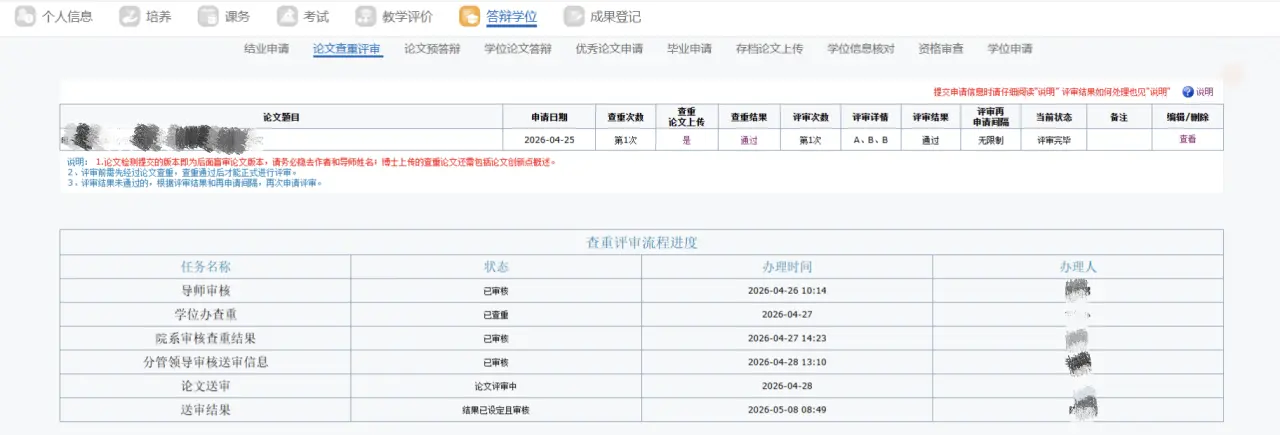 个人信息 培养 课务 考试 教学评价 答辩学位 成果登记
结业申请 论文查重评审 论文预答辩 学位论文答辩 优秀论文申请 毕业申请 存档论文上传 学位信息核对 资格审查 学位申请
提交申请信息时请仔细阅读"说明" 评审结果如何处理也见"说明" 说明
论文题目 申请日期 查重次数 查重论文上传 查重结果 评审次数 评审详情 评审结果 评审再申请间隔 当前状态 备注 编辑/删除
2026-04-25 第1次 是 通过 第1次 A、B、B 通过 无限制 评审完毕 查看
说明: 1.论文检测提交的版本即为后面盲审论文版本，请务必隐去作者和导师姓名；博士上传的查重论文还需包括论文创新点概述。
2、评审前需先经过论文查重，查重通过后才能正式进行评审。
3、评审结果未通过的，根据评审结果和再申请间隔，再次申请评审。
查重评审流程进度
任务名称 状态 办理时间 办理人
导师审核 已审核 2026-04-26 10:14
学位办查重 已查重 2026-04-27
院系审核查重结果 已审核 2026-04-27 14:23
分管领导审核送审信息 已审核 2026-04-28 13:10
论文送审 论文评审中 2026-04-28
送审结果 结果已设定且审核 2026-05-08 08:49